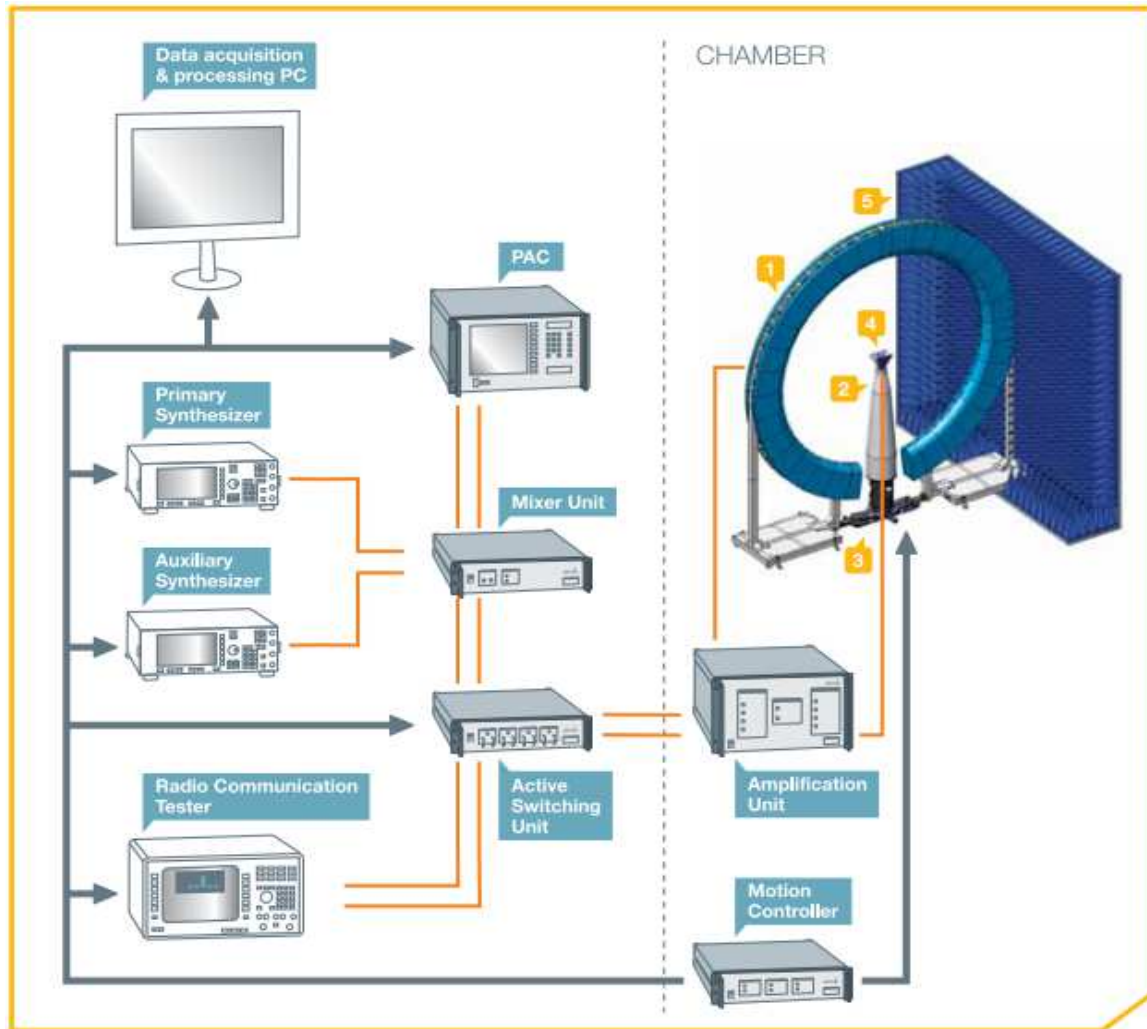 Data acquisition
& processing PC
CHAMBER
PAC
Primary
Synthesizer
Mixer Unit
Auxiliary
Synthesizer
Radio Communication
Tester
Active
Switching
Unit
Amplification
Unit
Motion
Controller
1
2
3
4
5